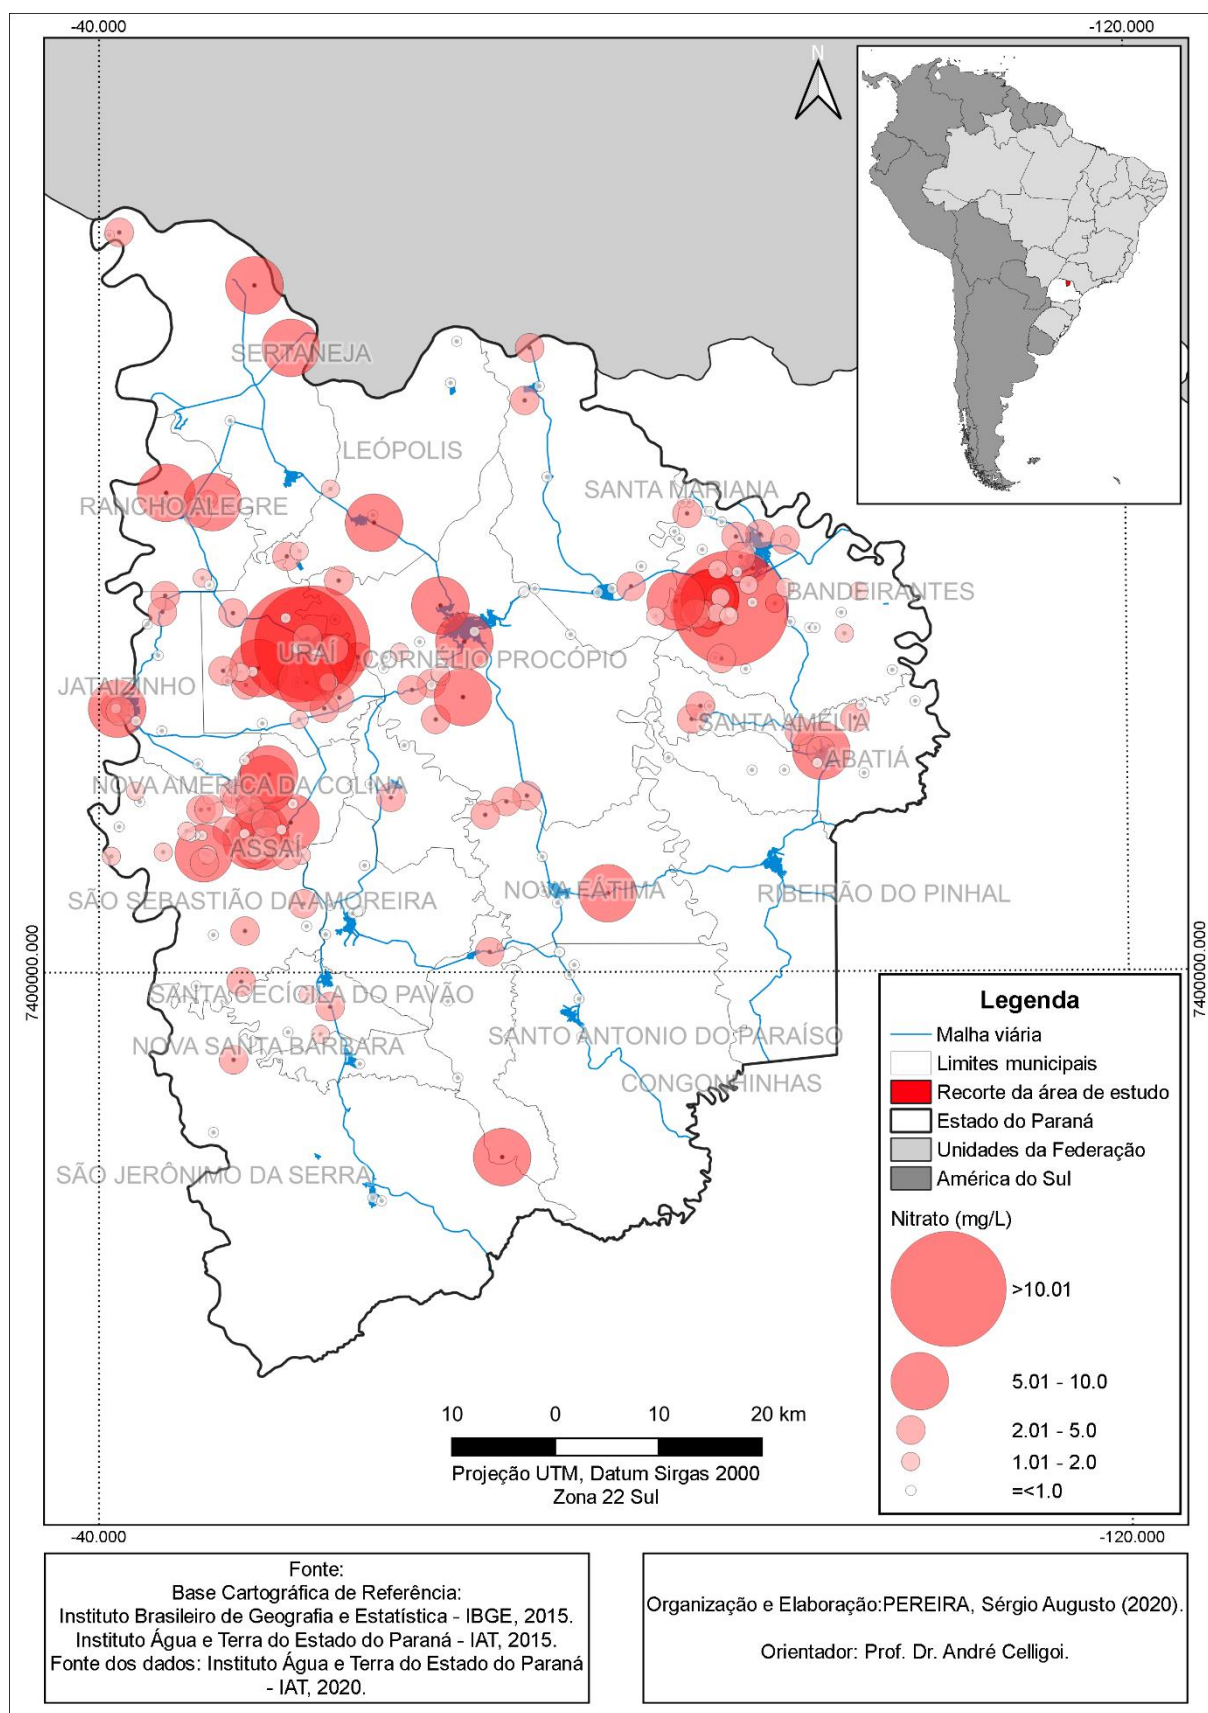 -40.000
-120.000
N
SERTANEJA
LEÓPOLIS
SANTA MARIANA
RANCHO ALEGRE
BANDEIRANTES
URAÍ
CORNÉLIO PROCÓPIO
JATAIZINHO
SANTA AMÉLIA
ABATIÁ
NOVA AMÉRICA DA COLINA
ASSAÍ
NOVA FÁTIMA
RIBEIRÃO DO PINHAL
SÃO SEBASTIÃO DA AMOREIRA
7400000.000
7400000.000
SANTA CECÍCILA DO PAVÃO
SANTO ANTONIO DO PARAÍSO
NOVA SANTA BÁRBARA
CONGONHINHAS
SÃO JERÔNIMO DA SERRA
Legenda
Malha viária
Limites municipais
Recorte da área de estudo
Estado do Paraná
Unidades da Federação
América do Sul
Nitrato (mg/L)
>10.01
5.01 - 10.0
2.01 - 5.0
1.01 - 2.0
=<1.0
10 0 10 20 km
Projeção UTM, Datum Sirgas 2000
Zona 22 Sul
-40.000
-120.000
Fonte:
Base Cartográfica de Referência:
Instituto Brasileiro de Geografia e Estatística - IBGE, 2015.
Instituto Água e Terra do Estado do Paraná - IAT, 2015.
Fonte dos dados: Instituto Água e Terra do Estado do Paraná
- IAT, 2020.
Organização e Elaboração:PEREIRA, Sérgio Augusto (2020).
Orientador: Prof. Dr. André Celligoi.